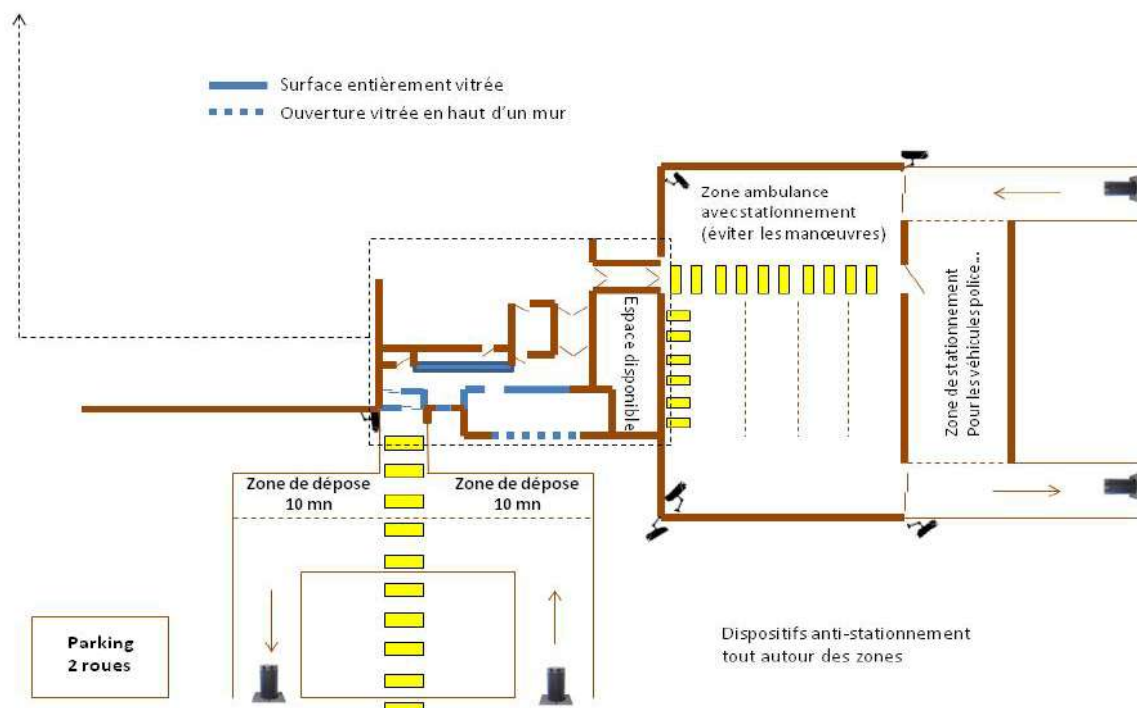 Surface entièrement vitrée
Ouverture vitrée en haut d'un mur
Zone ambulance
avec stationnement
(éviter les manœuvres)
Espace disponible
Zone de stationnement
Pour les véhicules police...
Zone de dépose
10 mn
Zone de dépose
10 mn
Parking
2 roues
Dispositifs anti-stationnement
tout autour des zones